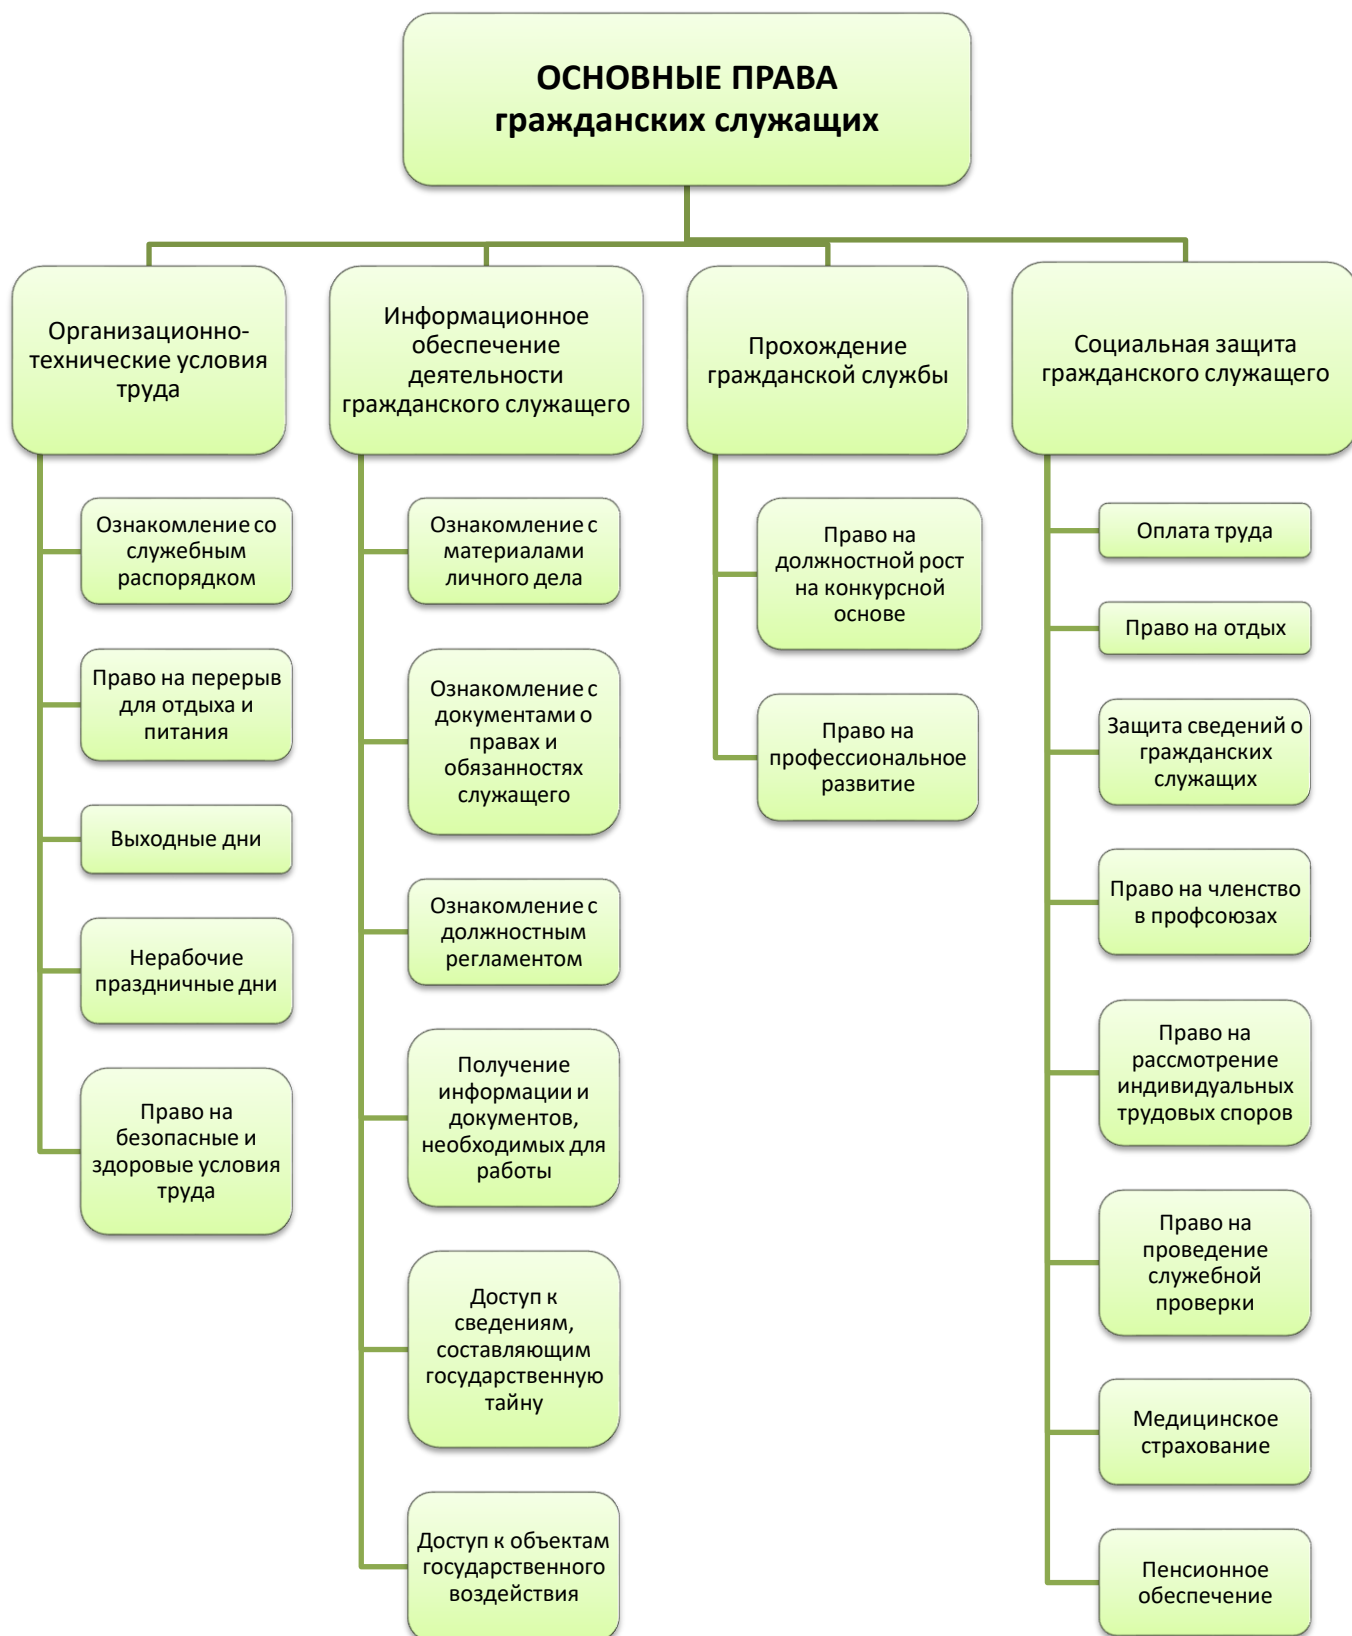 ОСНОВНЫЕ ПРАВА
гражданских служащих
Организационно-
технические условия
труда
Ознакомление со
служебным
распорядком
Право на перерыв
для отдыха и
питания
Выходные дни
Нерабочие
праздничные дни
Право на
безопасные и
здоровые условия
труда
Информационное
обеспечение
деятельности
гражданского служащего
Ознакомление с
материалами
личного дела
Ознакомление с
документами о
правах и
обязанностях
служащего
Ознакомление с
должностным
регламентом
Получение
информации и
документов,
необходимых для
работы
Доступ к
сведениям,
составляющим
государственную
тайну
Доступ к объектам
государственного
воздействия
Прохождение
гражданской службы
Право на
должностной рост
на конкурсной
основе
Право на
профессиональное
развитие
Социальная защита
гражданского служащего
Оплата труда
Право на отдых
Защита сведений о
гражданских
служащих
Право на членство
в профсоюзах
Право на
рассмотрение
индивидуальных
трудовых споров
Право на
проведение
служебной
проверки
Медицинское
страхование
Пенсионное
обеспечение